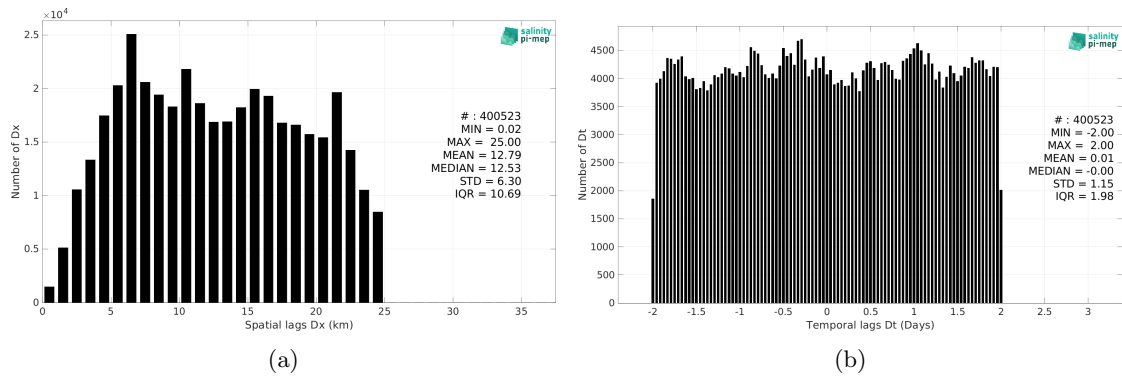 ×10^4
2.5
2
1.5
1
0.5
0
Number of Dx
0 5 10 15 20 25 30 35
Spatial lags Dx (km)
salinity
pi-mep
# : 400523
MIN = 0.02
MAX = 25.00
MEAN = 12.79
MEDIAN = 12.53
STD = 6.30
IQR = 10.69
(a)
4500
4000
3500
3000
2500
2000
1500
1000
500
0
Number of Dt
-2 -1.5 -1 -0.5 0 0.5 1 1.5 2 2.5 3
Temporal lags Dt (Days)
salinity
pi-mep
# : 400523
MIN = -2.00
MAX = 2.00
MEAN = 0.01
MEDIAN = -0.00
STD = 1.15
IQR = 1.98
(b)